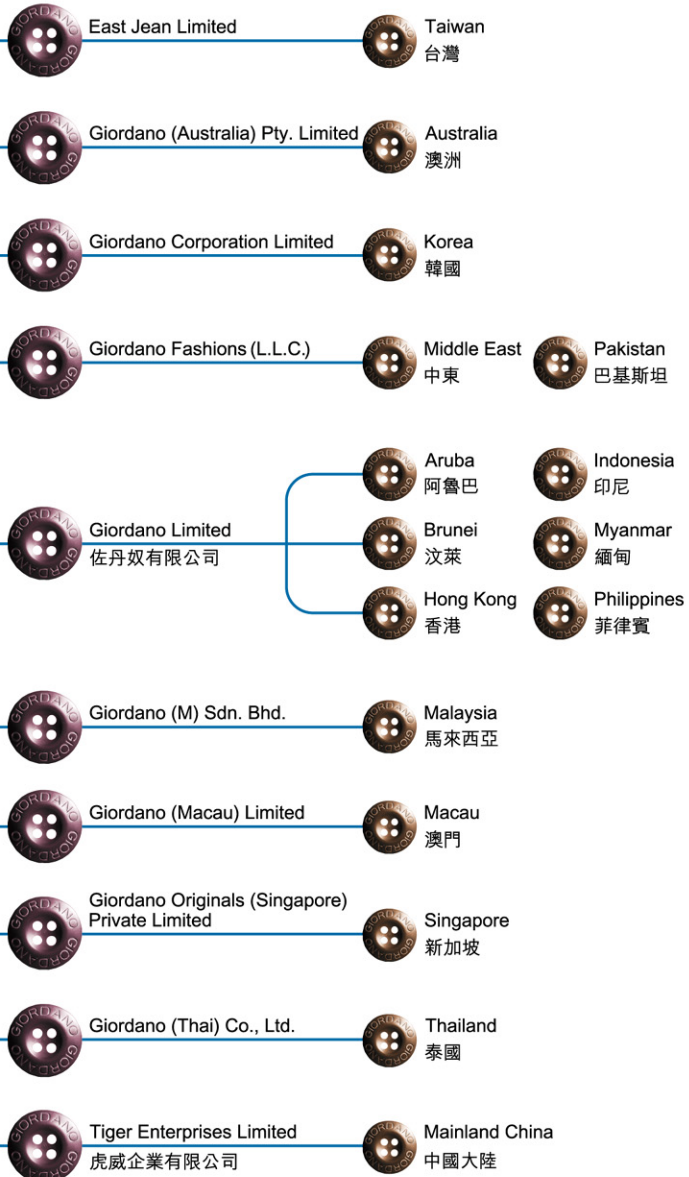 East Jean Limited
Taiwan
台灣
Giordano (Australia) Pty. Limited
Australia
澳洲
Giordano Corporation Limited
Korea
韓國
Giordano Fashions (L.L.C.)
Middle East
中東
Pakistan
巴基斯坦
Giordano Limited
佐丹奴有限公司
Aruba
阿魯巴
Indonesia
印尼
Brunei
汶萊
Myanmar
緬甸
Hong Kong
香港
Philippines
菲律賓
Giordano (M) Sdn. Bhd.
Malaysia
馬來西亞
Giordano (Macau) Limited
Macau
澳門
Giordano Originals (Singapore)
Private Limited
Singapore
新加坡
Giordano (Thai) Co., Ltd.
Thailand
泰國
Tiger Enterprises Limited
虎威企業有限公司
Mainland China
中國大陸